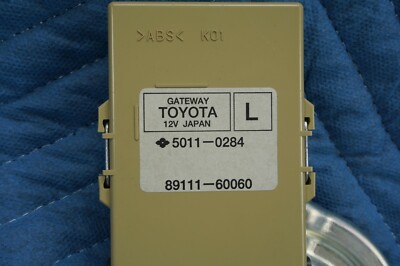 >ABS< K01
GATEWAY
TOYOTA
12V JAPAN
L
5011-0284
89111-60060